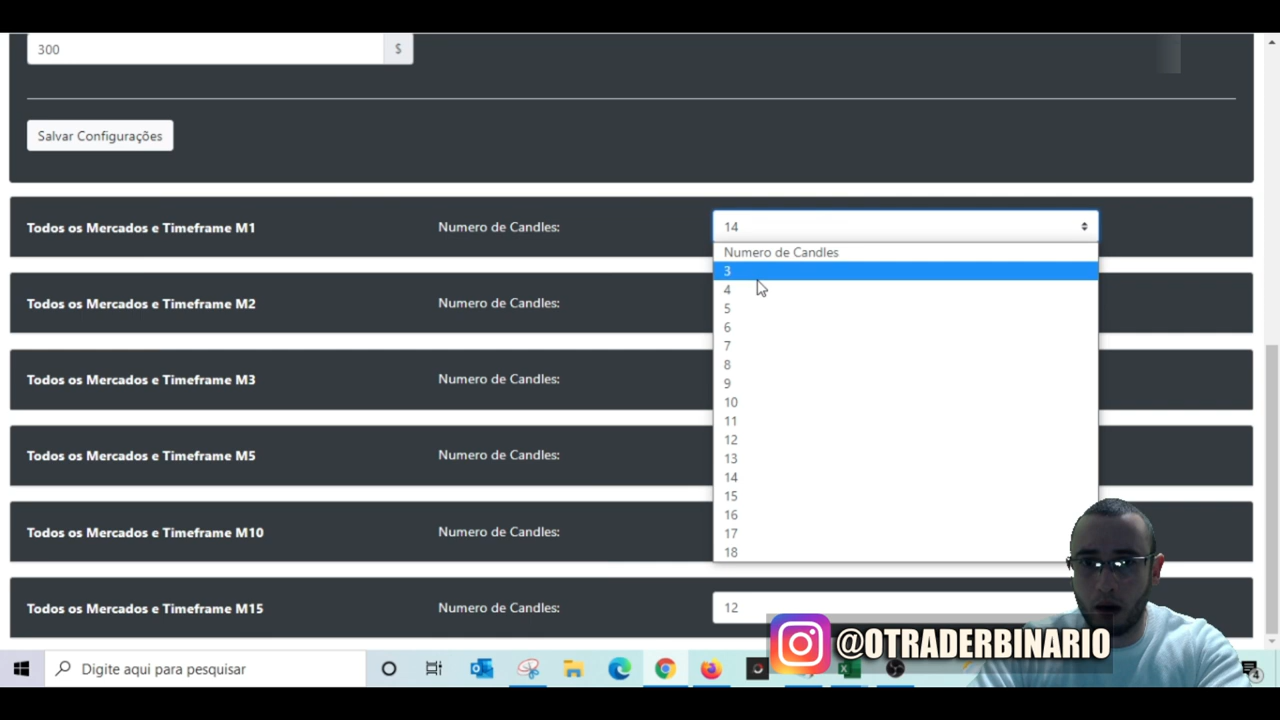 300
$
Salvar Configurações
Todos os Mercados e Timeframe M1
Numero de Candles:
14
Numero de Candles
3
4
5
6
7
8
9
10
11
12
13
14
15
16
17
18
Todos os Mercados e Timeframe M2
Numero de Candles:
Todos os Mercados e Timeframe M3
Numero de Candles:
Todos os Mercados e Timeframe M5
Numero de Candles:
Todos os Mercados e Timeframe M10
Numero de Candles:
Todos os Mercados e Timeframe M15
Numero de Candles:
12
@OTRADERBINARIO
Digite aqui para pesquisar
4